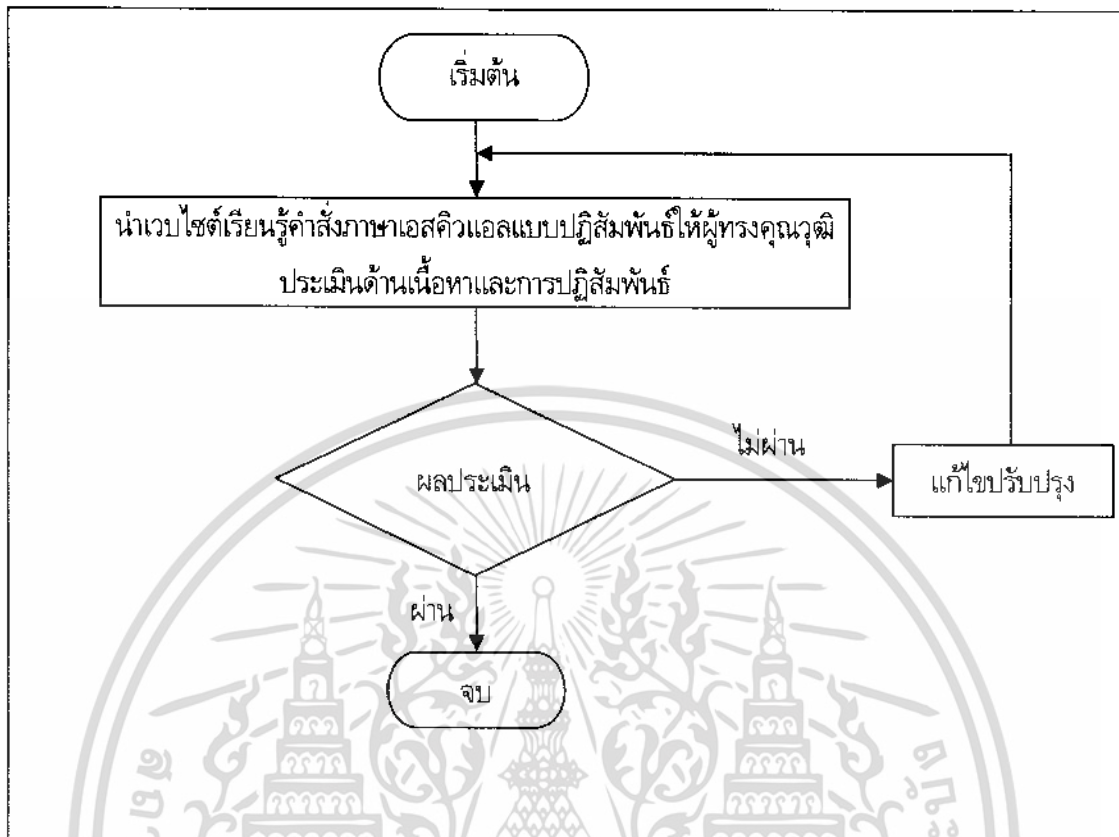 เริ่มต้น
นำเวบไซต์เรียนรู้คำสั่งภาษาเอสคิวแอลแบบปฏิสัมพันธ์ให้ผู้ทรงคุณวุฒิ
ประเมินด้านเนื้อหาและการปฏิสัมพันธ์
ผลประเมิน
ไม่ผ่าน
แก้ไขปรับปรุง
ผ่าน
จบ